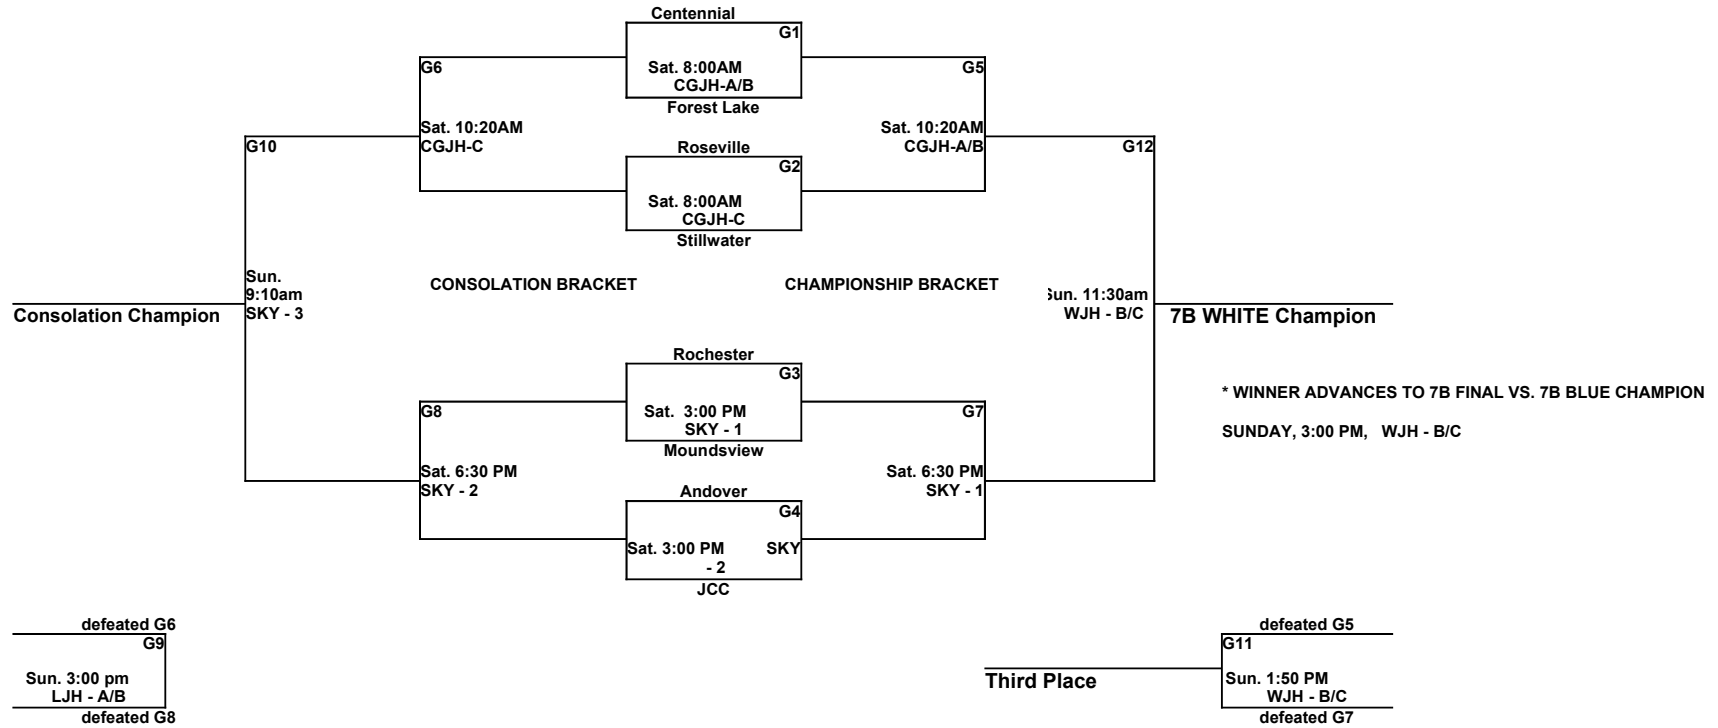 Centennial
G1
G6
Sat. 8:00AM
G5
CGJH-A/B
Forest Lake
Sat. 10:20AM
Sat. 10:20AM
CGJH-C
CGJH-A/B
G10
Roseville
G12
G2
Sat. 8:00AM
CGJH-C
Stillwater
Sun.
9:10am
SKY - 3
CONSOLATION BRACKET
CHAMPIONSHIP BRACKET
Sun. 11:30am
WJH - B/C
Consolation Champion
7B WHITE Champion
Rochester
G3
* WINNER ADVANCES TO 7B FINAL VS. 7B BLUE CHAMPION
G8
Sat. 3:00 PM
G7
SKY - 1
SUNDAY, 3:00 PM, WJH - B/C
Moundsview
Sat. 6:30 PM
Sat. 6:30 PM
SKY - 2
SKY - 1
Andover
G4
Sat. 3:00 PM SKY
- 2
JCC
defeated G6
G9
Sun. 3:00 pm
LJH - A/B
defeated G8
defeated G5
G11
Third Place
Sun. 1:50 PM
WJH - B/C
defeated G7